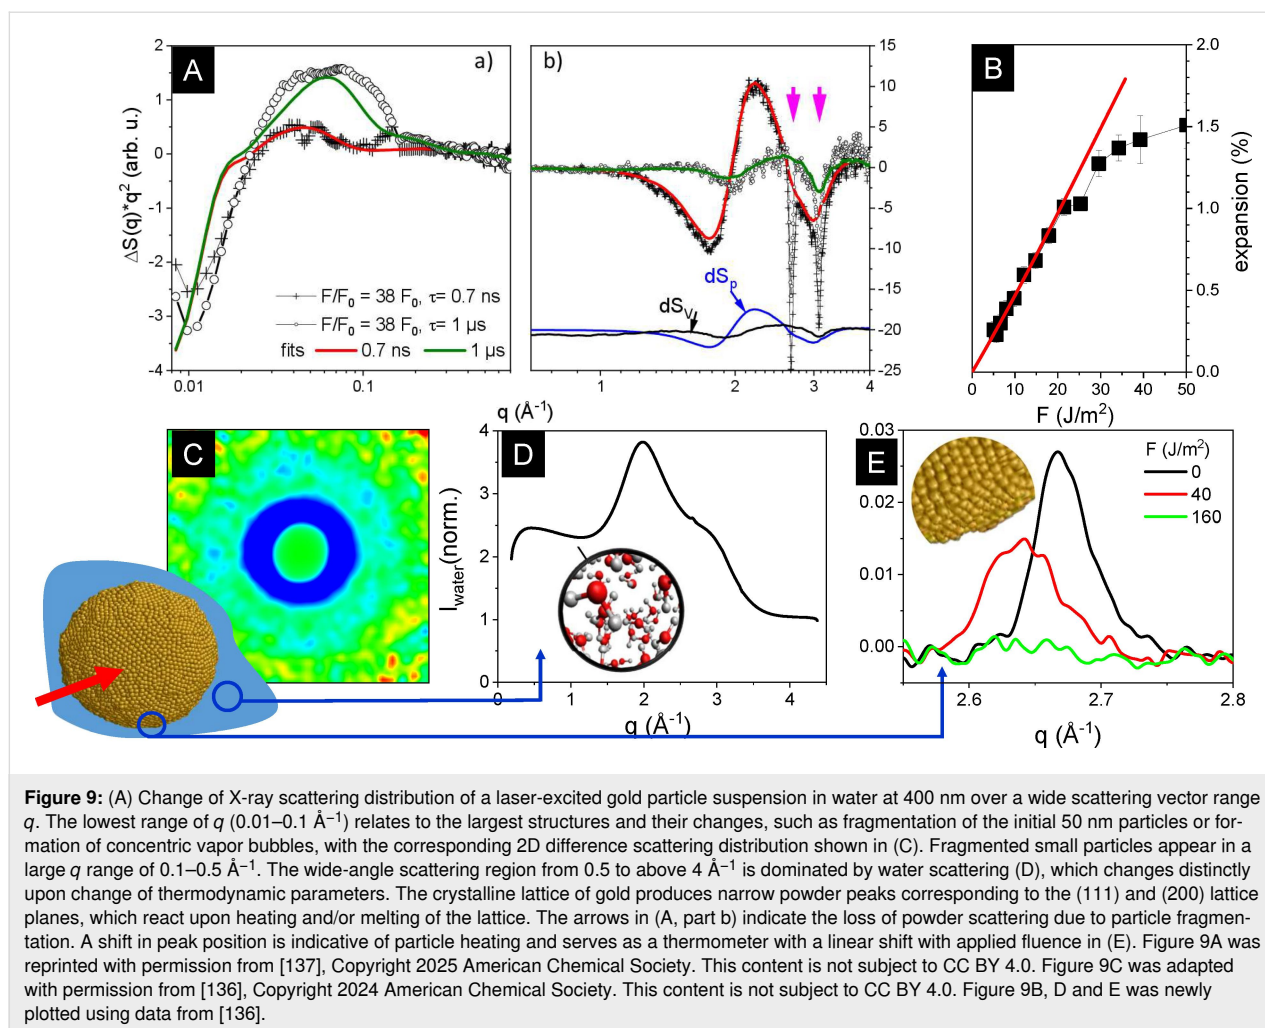 A
a)
2
1
0
-1
-2
-3
-4
ΔS(q)*q² (arb. u.)
F/F₀ = 38 F₀, τ= 0.7 ns
F/F₀ = 38 F₀, τ= 1 µs
fits 0.7 ns 1 µs
0.01 0.1
b)
15
10
5
0
-5
-10
-15
-20
-25
dSp
dSV
1 2 3 4
q (Å⁻¹)
B
2.0
1.5
1.0
0.5
0.0
expansion (%)
0 10 20 30 40 50
F (J/m²)
C
D
4
3
2
1
0
Iwater(norm.)
0 1 2 3 4
q (Å⁻¹)
E
0.03
0.02
0.01
0.00
F (J/m²)
0
40
160
2.6 2.7 2.8
q (Å⁻¹)
Figure 9: (A) Change of X-ray scattering distribution of a laser-excited gold particle suspension in water at 400 nm over a wide scattering vector range
q. The lowest range of q (0.01–0.1 Å⁻¹) relates to the largest structures and their changes, such as fragmentation of the initial 50 nm particles or for-
mation of concentric vapor bubbles, with the corresponding 2D difference scattering distribution shown in (C). Fragmented small particles appear in a
large q range of 0.1–0.5 Å⁻¹. The wide-angle scattering region from 0.5 to above 4 Å⁻¹ is dominated by water scattering (D), which changes distinctly
upon change of thermodynamic parameters. The crystalline lattice of gold produces narrow powder peaks corresponding to the (111) and (200) lattice
planes, which react upon heating and/or melting of the lattice. The arrows in (A, part b) indicate the loss of powder scattering due to particle fragmen-
tation. A shift in peak position is indicative of particle heating and serves as a thermometer with a linear shift with applied fluence in (E). Figure 9A was
reprinted with permission from [137], Copyright 2025 American Chemical Society. This content is not subject to CC BY 4.0. Figure 9C was adapted
with permission from [136], Copyright 2024 American Chemical Society. This content is not subject to CC BY 4.0. Figure 9B, D and E was newly
plotted using data from [136].